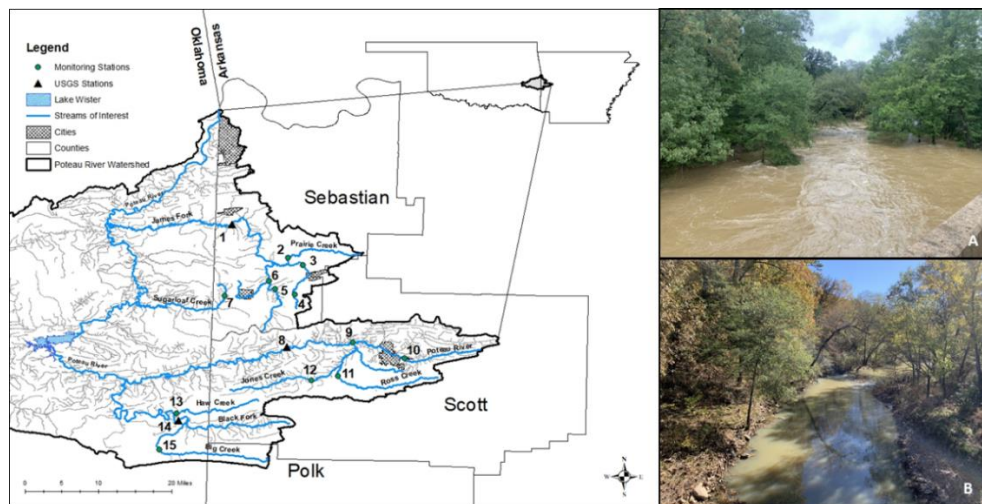 Legend
Monitoring Stations
USGS Stations
Lake Wister
Streams of Interest
Cities
Counties
Poteau River Watershed
Oklahoma
Arkansas
Sebastian
Poteau River
James Fork
1
2
Prairie Creek
3
6
5
4
Sugarloaf Creek
7
8
9
10
Poteau River
Poteau River
Jones Creek
12
11
Ross Creek
Scott
13
Haw Creek
14
Black Fork
15
Big Creek
Polk
0 5 10 20 Miles
N
W E
S
A
B